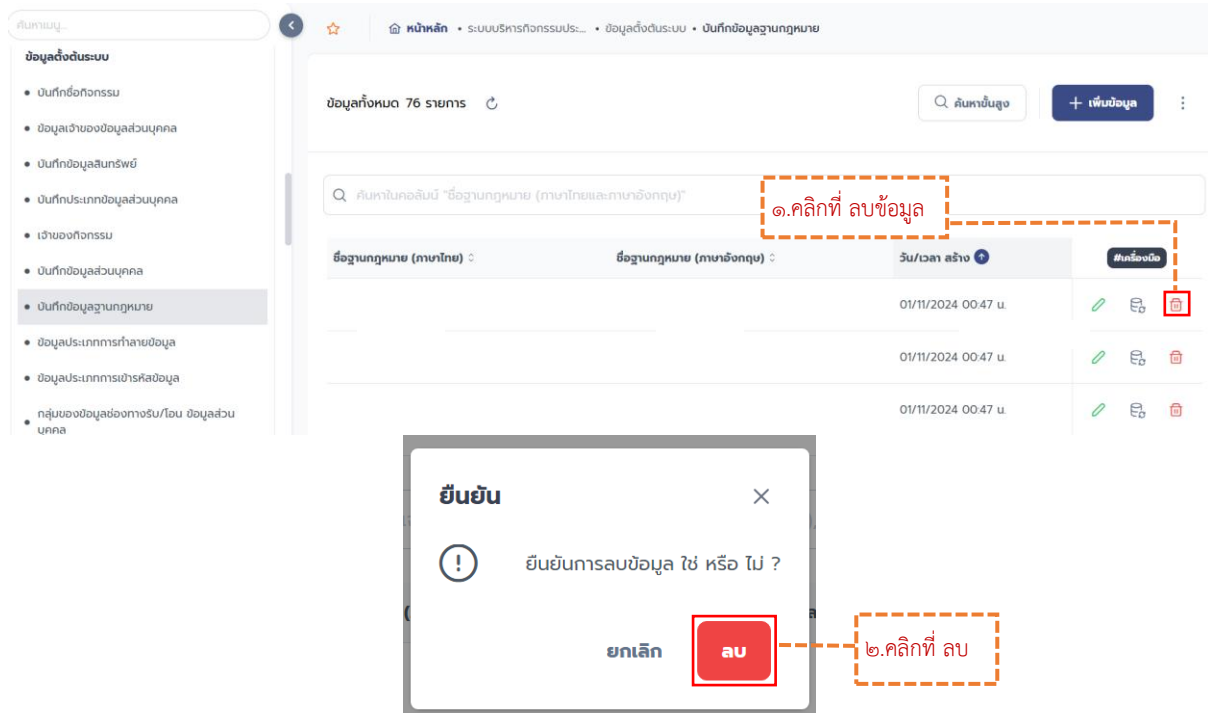 ค้นหาเมนู...
หน้าหลัก • ระบบบริหารกิจกรรมประ... • ข้อมูลตั้งต้นระบบ • บันทึกข้อมูลฐานกฎหมาย
ข้อมูลตั้งต้นระบบ
• บันทึกชื่อกิจกรรม
• ข้อมูลเจ้าของข้อมูลส่วนบุคคล
• บันทึกข้อมูลสินทรัพย์
• บันทึกประเภทข้อมูลส่วนบุคคล
• เจ้าของกิจกรรม
• บันทึกข้อมูลส่วนบุคคล
• บันทึกข้อมูลฐานกฎหมาย
• ข้อมูลประเภทการทำลายข้อมูล
• ข้อมูลประเภทการเข้ารหัสข้อมูล
• กลุ่มของข้อมูลช่องทางรับ/โอน ข้อมูลส่วน
บุคคล
ข้อมูลทั้งหมด 76 รายการ
ค้นหาขั้นสูง
+ เพิ่มข้อมูล
ค้นหาในคอลัมน์ "ชื่อฐานกฎหมาย (ภาษาไทยและภาษาอังกฤษ)"
๑.คลิกที่ ลบข้อมูล
ชื่อฐานกฎหมาย (ภาษาไทย) ชื่อฐานกฎหมาย (ภาษาอังกฤษ) วัน/เวลา สร้าง #เครื่องมือ
01/11/2024 00:47 น.
01/11/2024 00:47 น.
01/11/2024 00:47 น.
ยืนยัน
ยืนยันการลบข้อมูล ใช่ หรือ ไม่ ?
ยกเลิก ลบ
๒.คลิกที่ ลบ